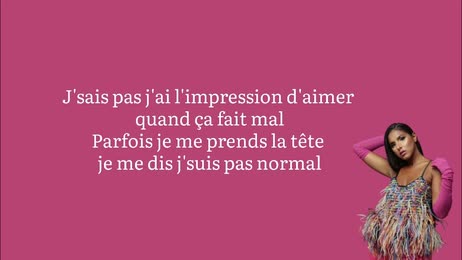 J'sais pas j'ai l'impression d'aimer
quand ça fait mal
Parfois je me prends la tête
je me dis j'suis pas normal